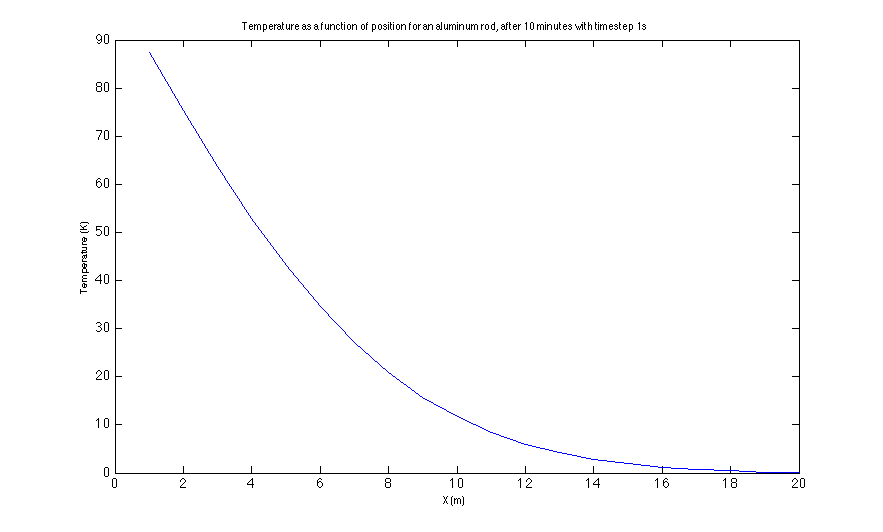 Temperature as a function of position for an aluminum rod, after 10 minutes with timestep 1s
90
80
70
60
50
40
30
20
10
0
Temperature (K)
0 2 4 6 8 10 12 14 16 18 20
X (m)